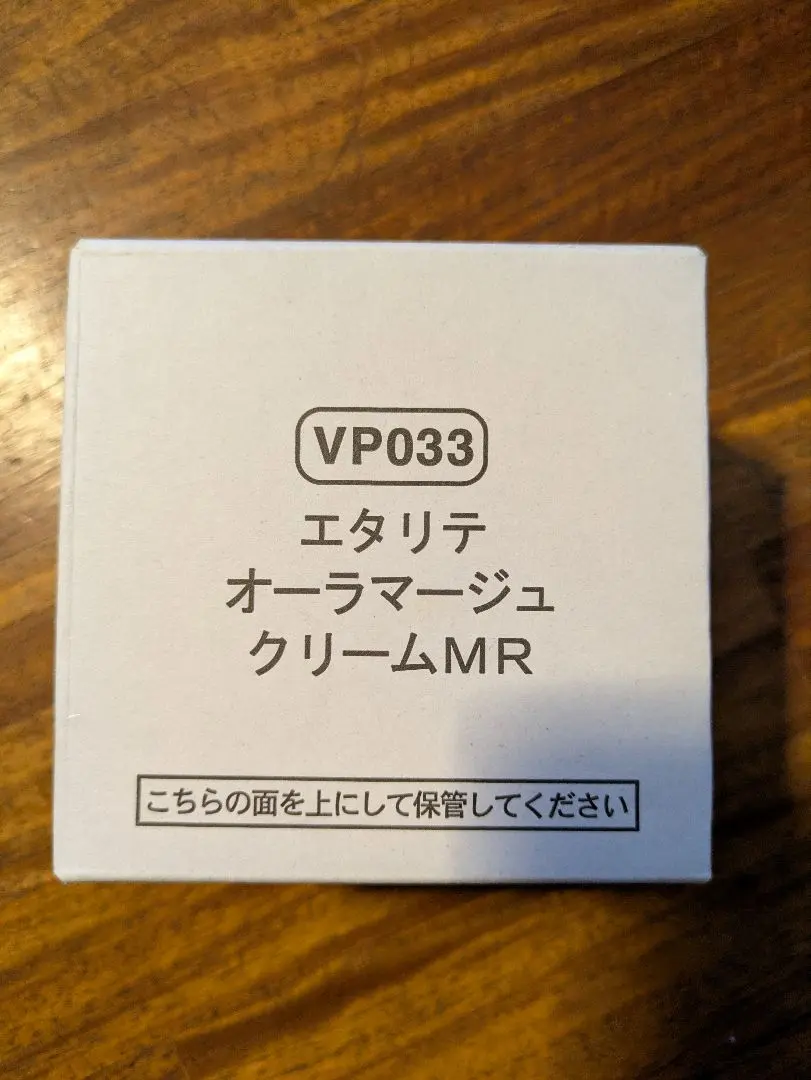 VP033
エタリテ
オーラマージュ
クリームMR
こちらの面を上にして保管してください